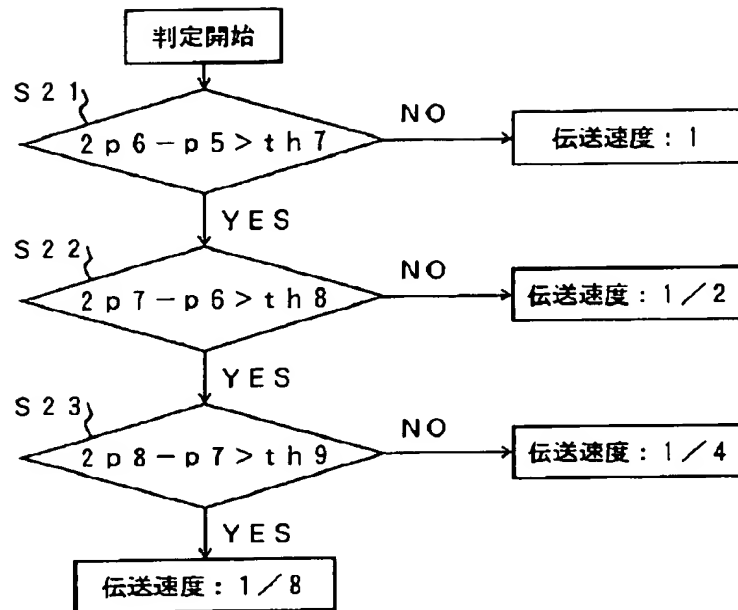 判定開始
S21
2p6-p5>th7
NO
伝送速度:1
YES
S22
2p7-p6>th8
NO
伝送速度:1/2
YES
S23
2p8-p7>th9
NO
伝送速度:1/4
YES
伝送速度:1/8